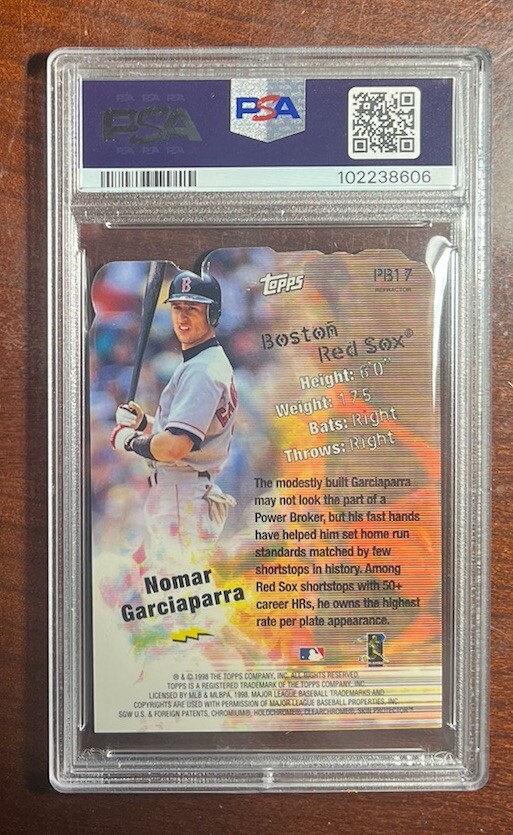 PSA
PSA
102238606
topps
PB17
REFRACTOR
B
Boston
Red Sox®
Height: 6'0"
Weight: 175
Bats: Right
Throws: Right
The modestly built Garciaparra
may not look the part of a
Power Broker, but his fast hands
have helped him set home run
standards matched by few
shortstops in history. Among
Red Sox shortstops with 50+
career HRs, he owns the highest
rate per plate appearance.
Nomar
Garciaparra
® & © 1998 THE TOPPS COMPANY, INC. ALL RIGHTS RESERVED.
TOPPS IS A REGISTERED TRADEMARK OF THE TOPPS COMPANY, INC.
LICENSED BY MLB & MLBPA, 1998. MAJOR LEAGUE BASEBALL TRADEMARKS AND
COPYRIGHTS ARE USED WITH PERMISSION OF MAJOR LEAGUE BASEBALL PROPERTIES, INC
SGW U.S. & FOREIGN PATENTS, CHROMIUM®, HOLOCHROME®, CLEARCHROME®, SKIN PROTECTOR™